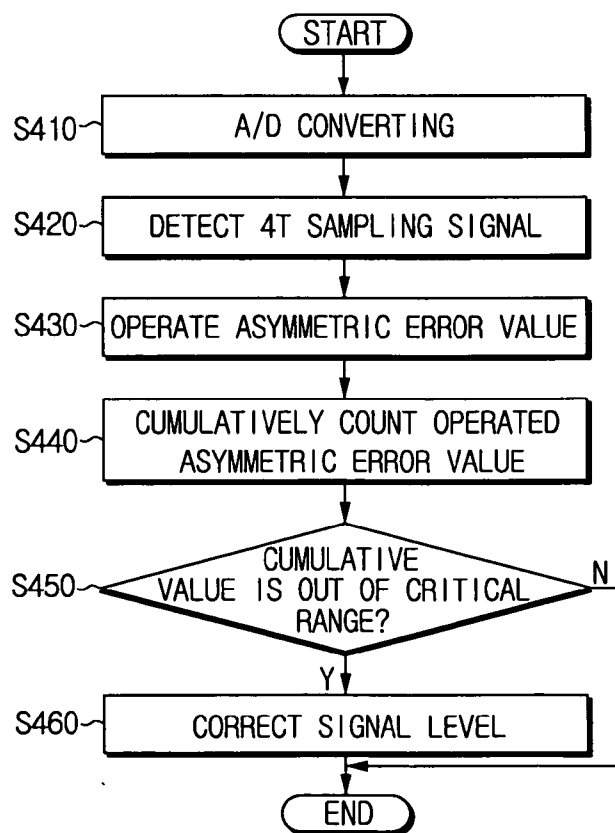 START
S410
A/D CONVERTING
S420
DETECT 4T SAMPLING SIGNAL
S430
OPERATE ASYMMETRIC ERROR VALUE
S440
CUMULATIVELY COUNT OPERATED
ASYMMETRIC ERROR VALUE
S450
CUMULATIVE
VALUE IS OUT OF CRITICAL
RANGE?
N
Y
S460
CORRECT SIGNAL LEVEL
END